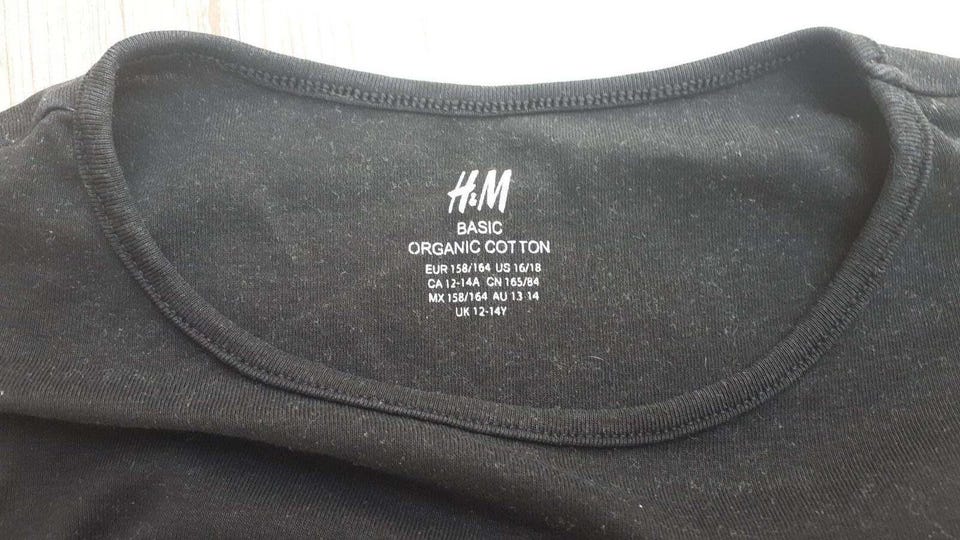 H&M
BASIC
ORGANIC COTTON
EUR 158/164 US 16/18
CA 12-14A CN 165/84
MX 158/164 AU 13 14
UK 12-14Y